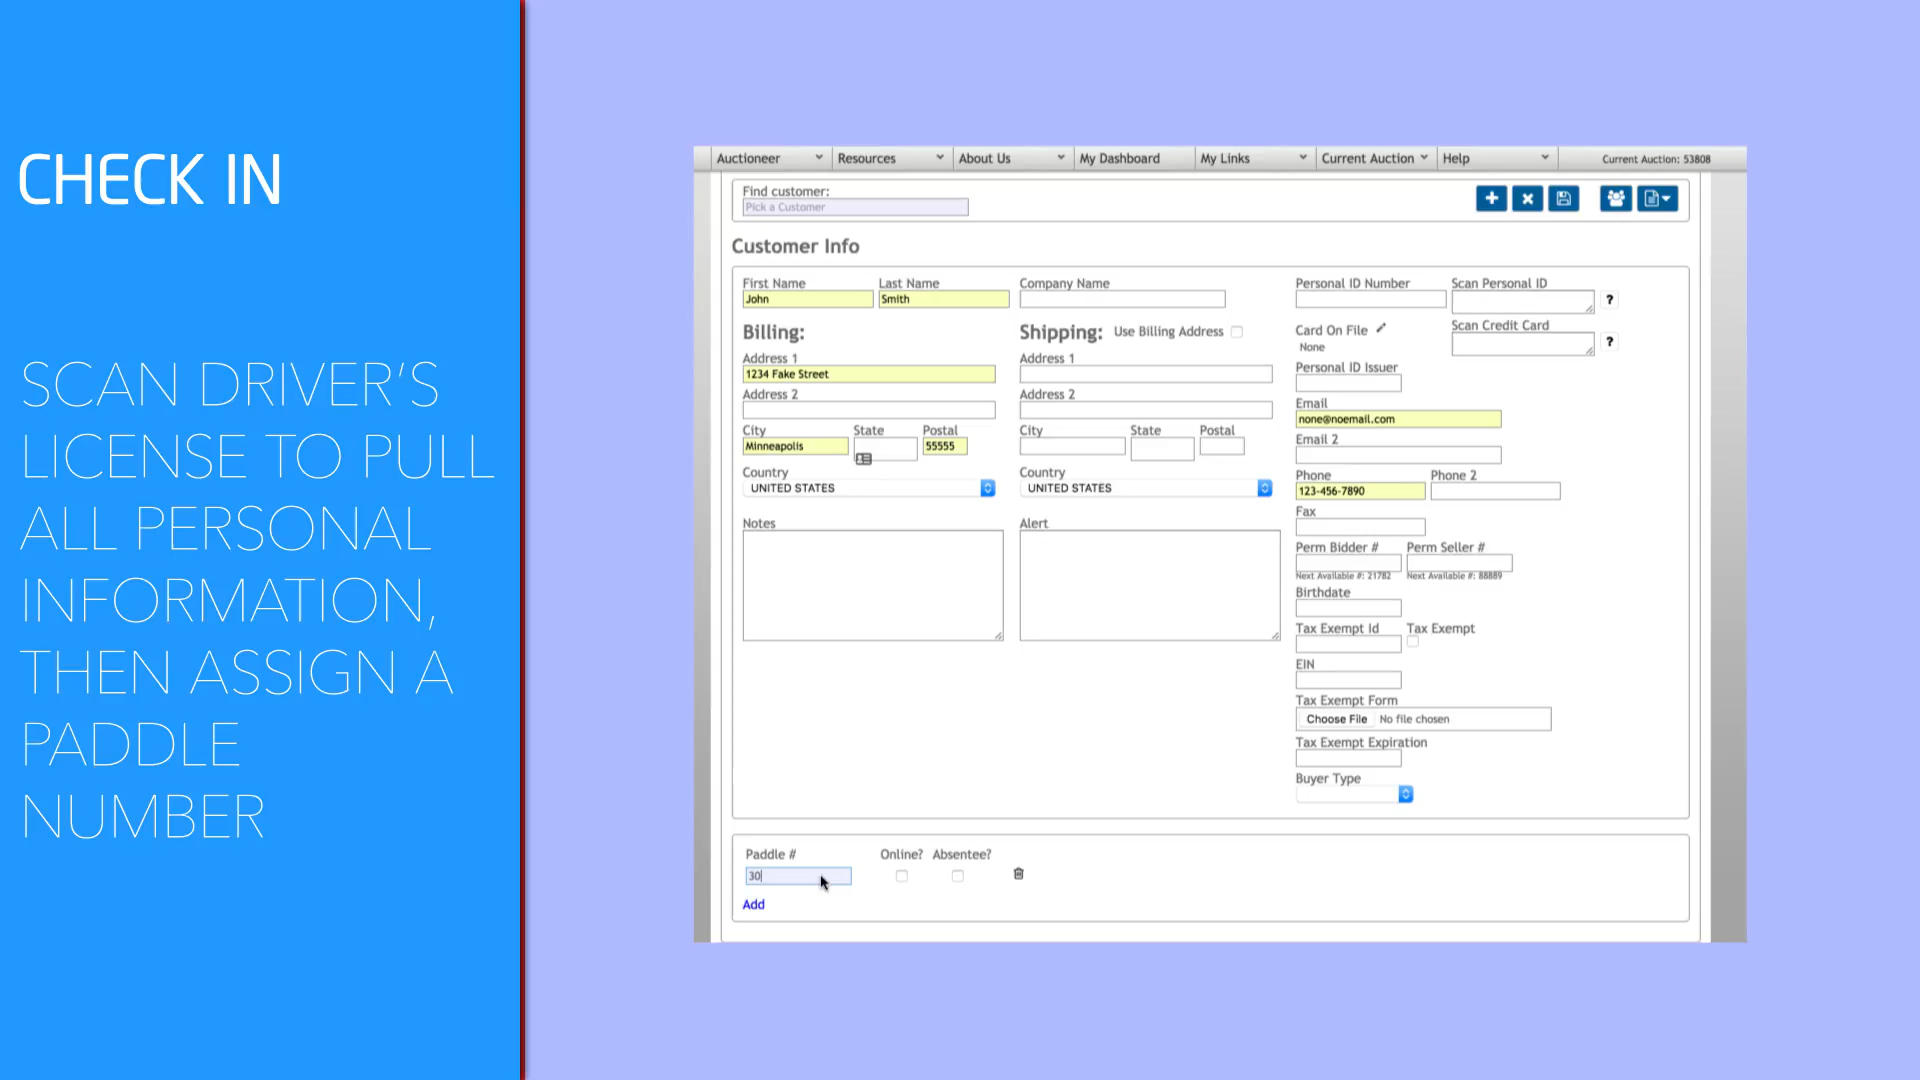 CHECK IN
SCAN DRIVER'S
LICENSE TO PULL
ALL PERSONAL
INFORMATION,
THEN ASSIGN A
PADDLE
NUMBER
Auctioneer Resources About Us My Dashboard My Links Current Auction Help Current Auction: 53808
Find customer:
Pick a Customer
Customer Info
First Name Last Name Company Name Personal ID Number Scan Personal ID
John Smith ?
Billing: Shipping: Use Billing Address Card On File Scan Credit Card
None ?
Address 1 Address 1 Personal ID Issuer
1234 Fake Street
Address 2 Address 2 Email
none@noemail.com
City State Postal City State Postal Email 2
Minneapolis 55555
Country Country Phone Phone 2
UNITED STATES UNITED STATES 123-456-7890
Fax
Notes Alert
Perm Bidder # Perm Seller #
Next Available #: 21782 Next Available #: 88889
Birthdate
Tax Exempt Id Tax Exempt
EIN
Tax Exempt Form
Choose File No file chosen
Tax Exempt Expiration
Buyer Type
Paddle # Online? Absentee?
30
Add